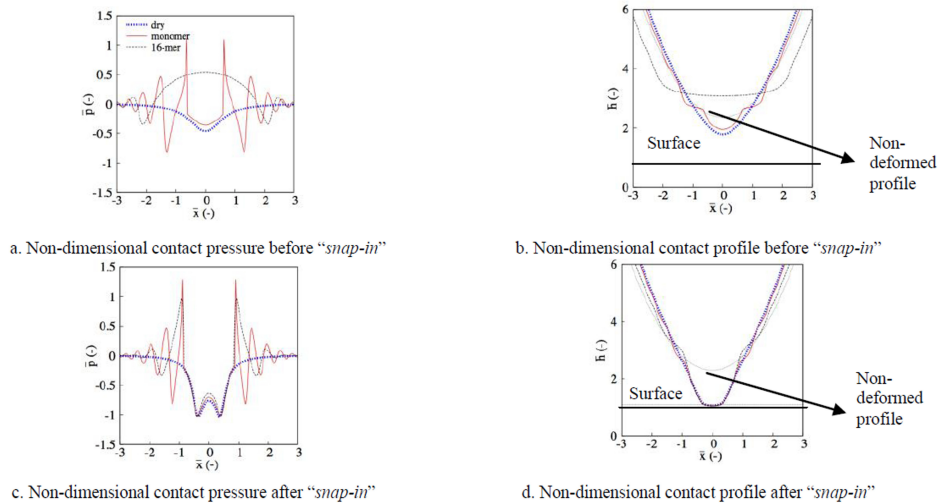 1.5
1
0.5
0
-0.5
-1
-1.5
p̄ (-)
dry
monomer
16-mer
-3 -2 -1 0 1 2 3
x̄ (-)
a. Non-dimensional contact pressure before “snap-in”
6
4
2
0
h̄ (-)
Surface
-3 -2 -1 0 1 2 3
x̄ (-)
Non-
deformed
profile
b. Non-dimensional contact profile before “snap-in”
1.5
1
0.5
0
-0.5
-1
-1.5
p̄ (-)
-3 -2 -1 0 1 2 3
x̄ (-)
c. Non-dimensional contact pressure after “snap-in”
6
4
2
0
h̄ (-)
Surface
-3 -2 -1 0 1 2 3
x̄ (-)
Non-
deformed
profile
d. Non-dimensional contact profile after “snap-in”